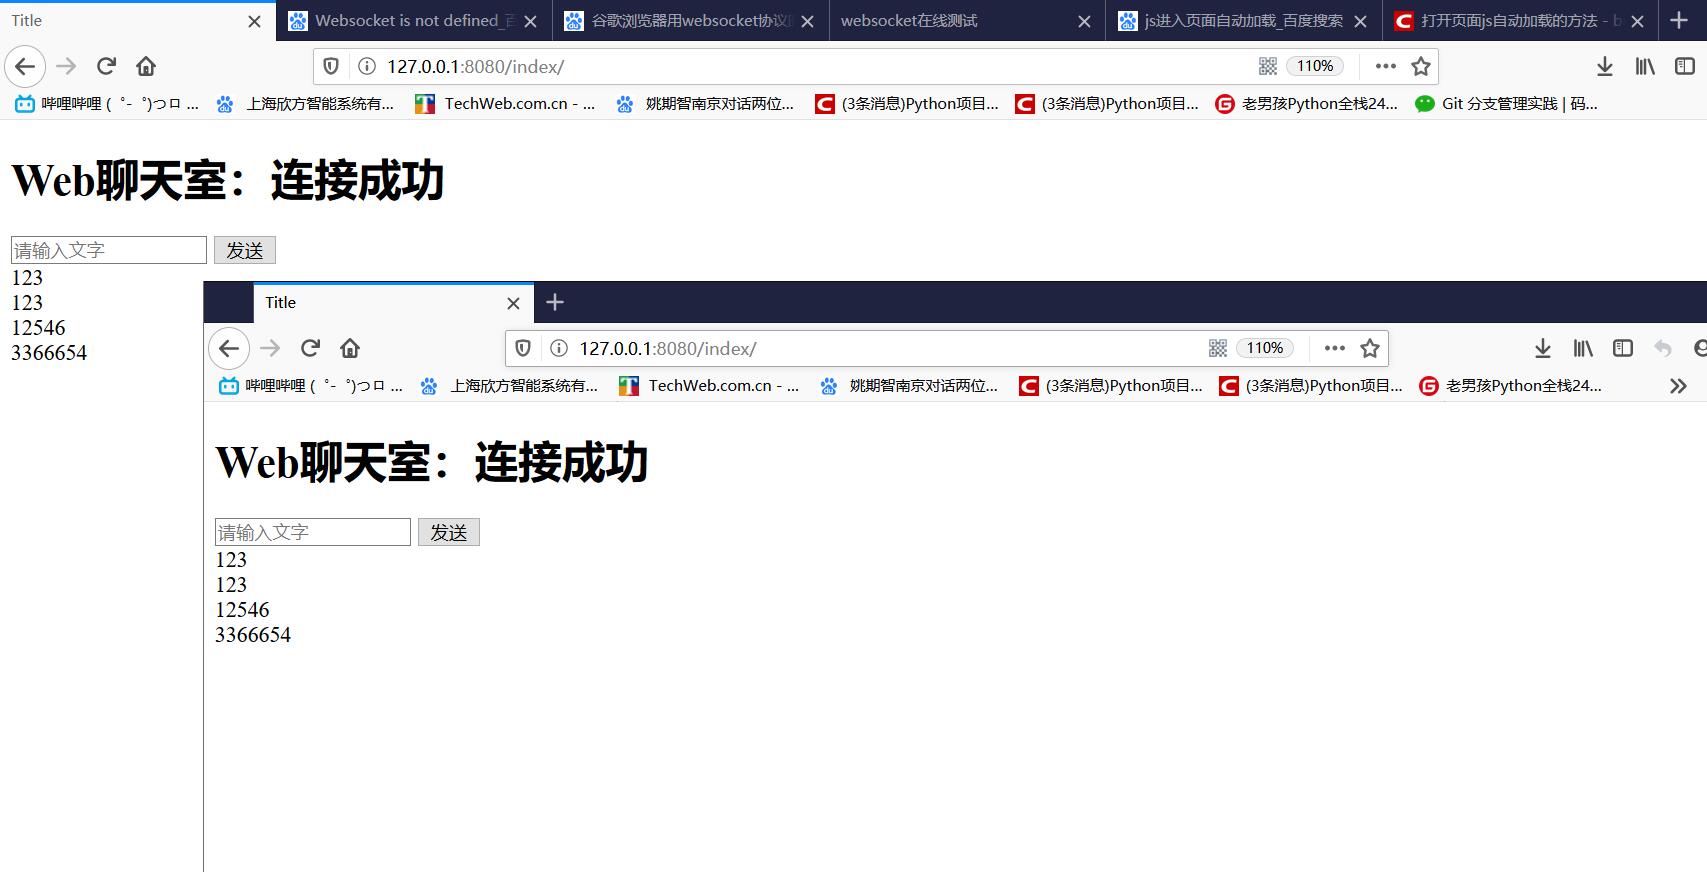 Title
Websocket is not defined_百
谷歌浏览器用websocket协议
websocket在线测试
js进入页面自动加载_百度搜索
打开页面js自动加载的方法 - b
127.0.0.1:8080/index/
110%
哔哩哔哩 ( ゜- ゜)つロ ...
上海欣方智能系统有...
TechWeb.com.cn - ...
姚期智南京对话两位...
(3条消息)Python项目...
(3条消息)Python项目...
老男孩Python全栈24...
Git 分支管理实践 | 码...
Web聊天室：连接成功
请输入文字
发送
123
123
12546
3366654
Title
127.0.0.1:8080/index/
110%
哔哩哔哩 ( ゜- ゜)つロ ...
上海欣方智能系统有...
TechWeb.com.cn - ...
姚期智南京对话两位...
(3条消息)Python项目...
(3条消息)Python项目...
老男孩Python全栈24...
Web聊天室：连接成功
请输入文字
发送
123
123
12546
3366654